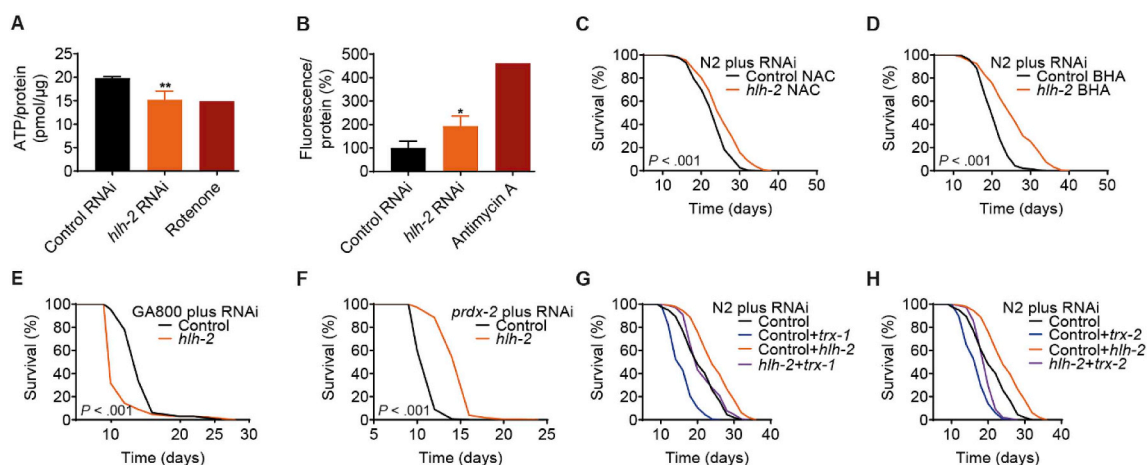 A
ATP/protein
(pmol/µg)
25
20
15
10
5
0
**
Control RNAi
hlh-2 RNAi
Rotenone
B
Fluorescence/
protein (%)
500
400
300
200
100
0
*
Control RNAi
hlh-2 RNAi
Antimycin A
C
N2 plus RNAi
Control NAC
hlh-2 NAC
Survival (%)
100
80
60
40
20
0
P < .001
10 20 30 40 50
Time (days)
D
N2 plus RNAi
Control BHA
hlh-2 BHA
Survival (%)
100
80
60
40
20
0
P < .001
10 20 30 40 50
Time (days)
E
GA800 plus RNAi
Control
hlh-2
Survival (%)
100
80
60
40
20
0
P < .001
10 20 30
Time (days)
F
prdx-2 plus RNAi
Control
hlh-2
Survival (%)
100
80
60
40
20
0
P < .001
5 10 15 20 25
Time (days)
G
N2 plus RNAi
Control
Control+trx-1
Control+hlh-2
hlh-2+trx-1
Survival (%)
100
80
60
40
20
0
10 20 30 40
Time (days)
H
N2 plus RNAi
Control
Control+trx-2
Control+hlh-2
hlh-2+trx-2
Survival (%)
100
80
60
40
20
0
10 20 30 40
Time (days)